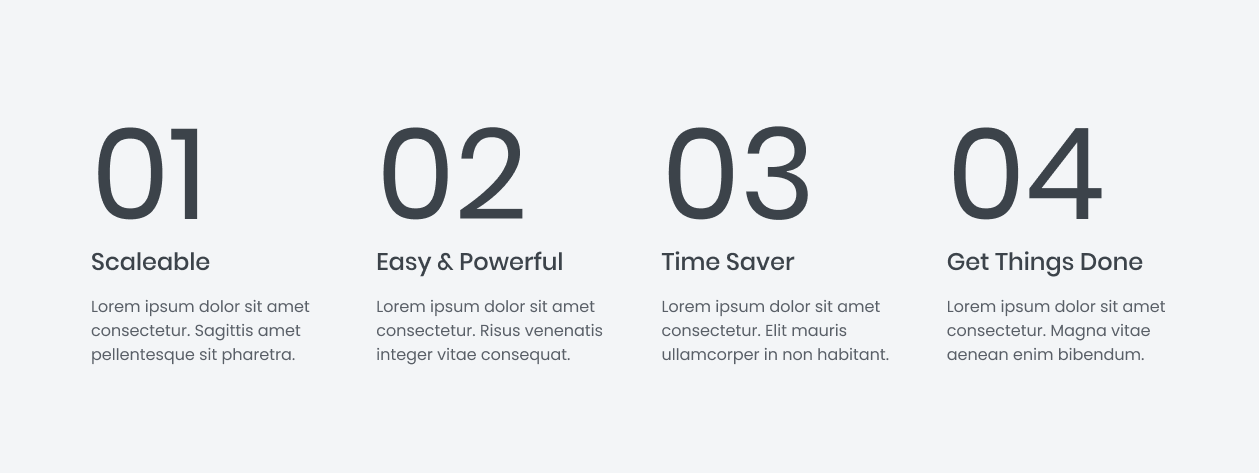 01
Scaleable
Lorem ipsum dolor sit amet
consectetur. Sagittis amet
pellentesque sit pharetra.
02
Easy & Powerful
Lorem ipsum dolor sit amet
consectetur. Risus venenatis
integer vitae consequat.
03
Time Saver
Lorem ipsum dolor sit amet
consectetur. Elit mauris
ullamcorper in non habitant.
04
Get Things Done
Lorem ipsum dolor sit amet
consectetur. Magna vitae
aenean enim bibendum.